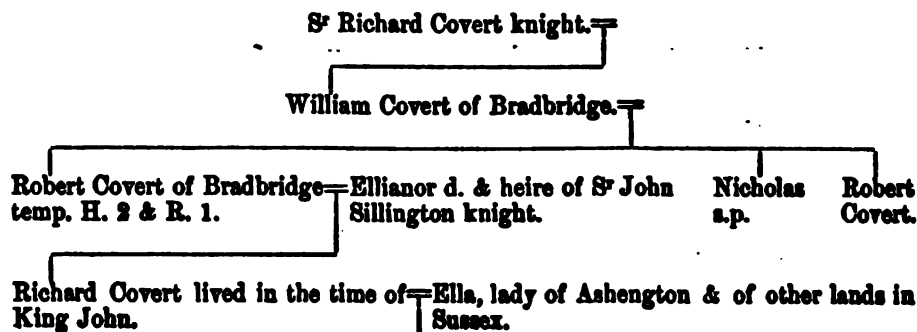 Sr Richard Covert knight.
William Covert of Bradbridge.
Robert Covert of Bradbridge
temp. H. 2 & R. 1.
Ellianor d. & heire of Sr John
Sillington knight.
Nicholas
s.p.
Robert
Covert.
Richard Covert lived in the time of
King John.
Ella, lady of Ashengton & of other lands in
Sussex.